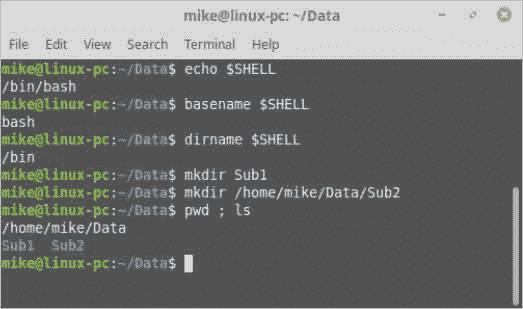 mike@linux-pc: ~/Data
File Edit View Search Terminal Help
mike@linux-pc:~/Data$ echo $SHELL
/bin/bash
mike@linux-pc:~/Data$ basename $SHELL
bash
mike@linux-pc:~/Data$ dirname $SHELL
/bin
mike@linux-pc:~/Data$ mkdir Sub1
mike@linux-pc:~/Data$ mkdir /home/mike/Data/Sub2
mike@linux-pc:~/Data$ pwd ; ls
/home/mike/Data
Sub1 Sub2
mike@linux-pc:~/Data$